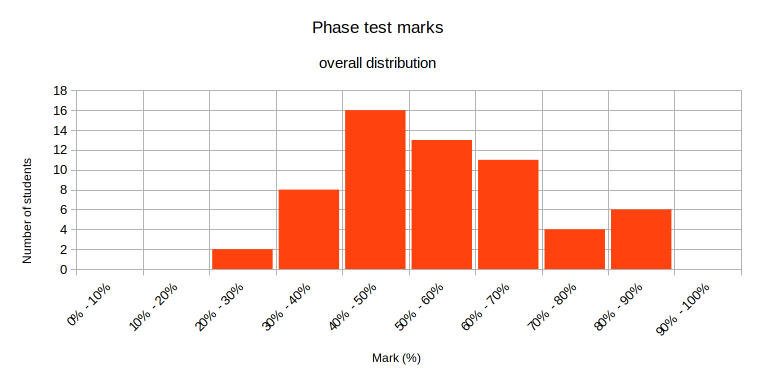 Phase test marks
overall distribution
Number of students
18
16
14
12
10
8
6
4
2
0
0% - 10%
10% - 20%
20% - 30%
30% - 40%
40% - 50%
50% - 60%
60% - 70%
70% - 80%
80% - 90%
90% - 100%
Mark (%)